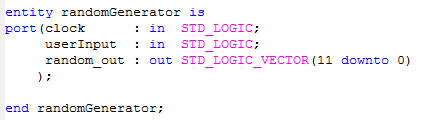 entity randomGenerator is
port(clock      : in  STD_LOGIC;
     userInput  : in  STD_LOGIC;
     random_out : out STD_LOGIC_VECTOR(11 downto 0)
    );
end randomGenerator;